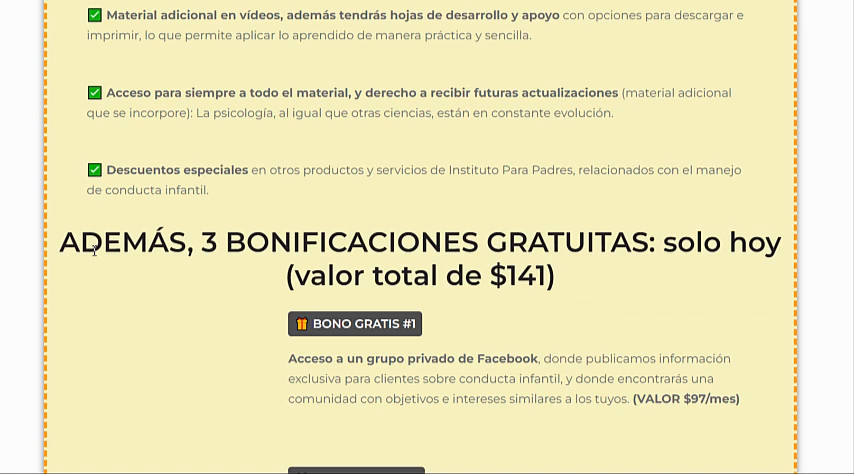 ✅ Material adicional en vídeos, además tendrás hojas de desarrollo y apoyo con opciones para descargar e
imprimir, lo que permite aplicar lo aprendido de manera práctica y sencilla.
✅ Acceso para siempre a todo el material, y derecho a recibir futuras actualizaciones (material adicional
que se incorpore): La psicología, al igual que otras ciencias, están en constante evolución.
✅ Descuentos especiales en otros productos y servicios de Instituto Para Padres, relacionados con el manejo
de conducta infantil.
ADEMÁS, 3 BONIFICACIONES GRATUITAS: solo hoy
(valor total de $141)
🎁 BONO GRATIS #1
Acceso a un grupo privado de Facebook, donde publicamos información
exclusiva para clientes sobre conducta infantil, y donde encontrarás una
comunidad con objetivos e intereses similares a los tuyos. (VALOR $97/mes)